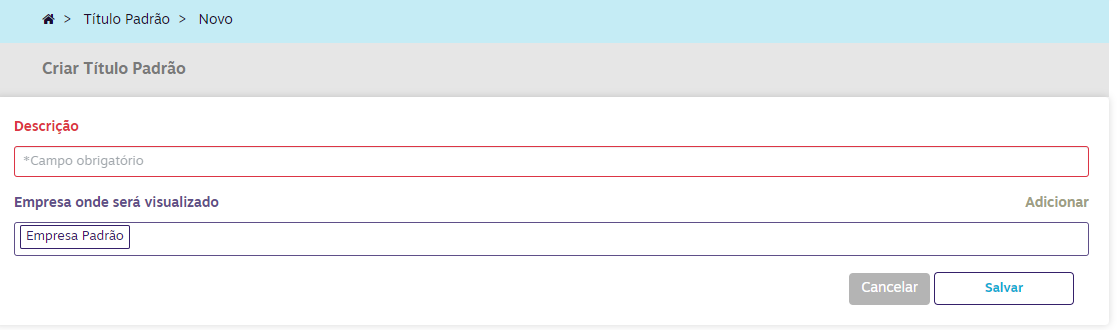 > Título Padrão > Novo
Criar Título Padrão
Descrição
*Campo obrigatório
Empresa onde será visualizado Adicionar
Empresa Padrão
Cancelar Salvar